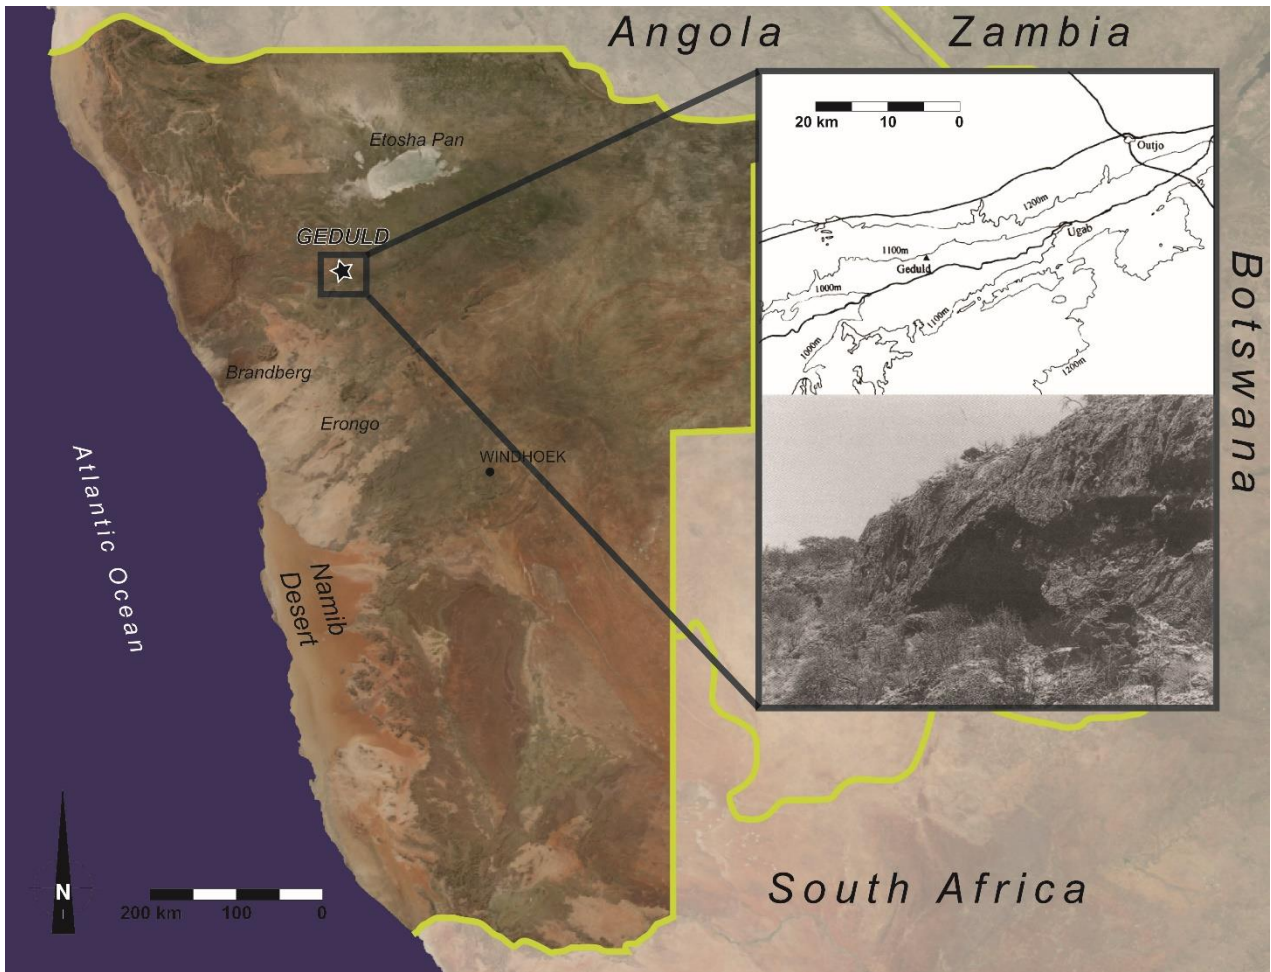 Angola
Zambia
Etosha Pan
GEDULD
Brandberg
Erongo
WINDHOEK
Atlantic Ocean
Namib
Desert
Botswana
South Africa
N
200 km 100 0
20 km 10 0
Outjo
1200m
Ugab
1100m
Geduld
1000m
1100m
1000m
1200m